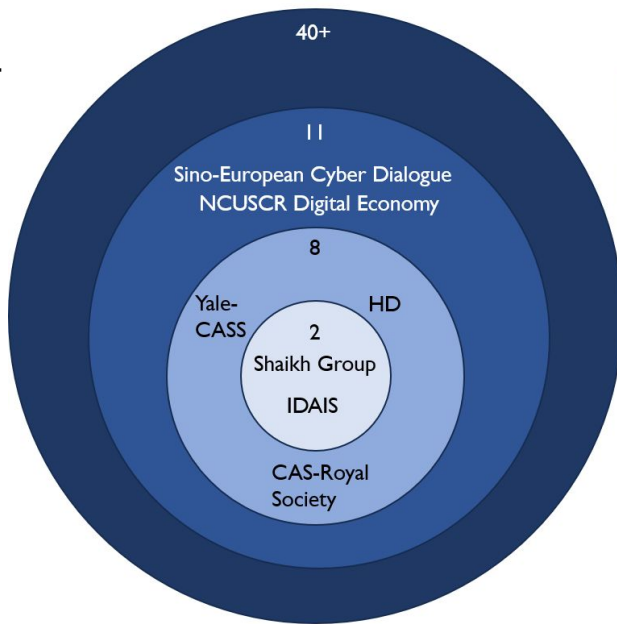 40+
11
Sino-European Cyber Dialogue
NCUSCR Digital Economy
8
Yale-
CASS
HD
2
Shaikh Group
IDAIS
CAS-Royal
Society